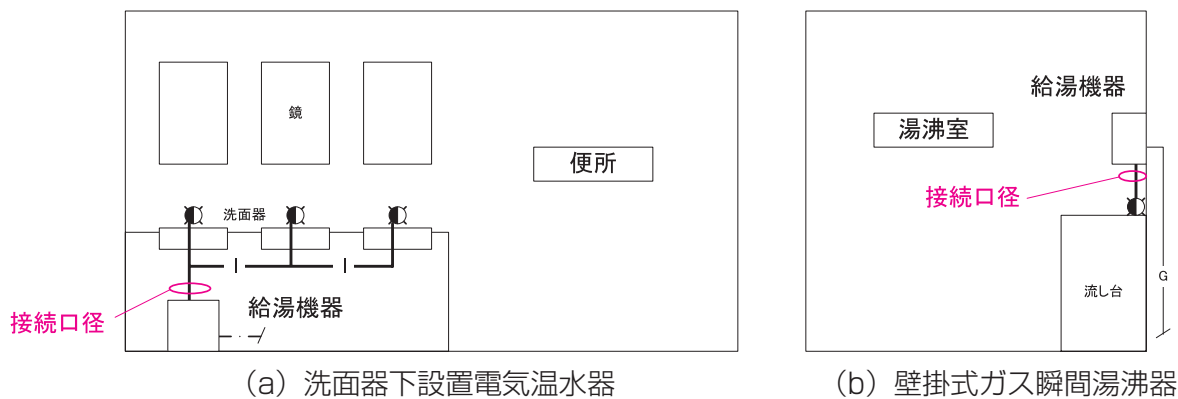 鏡
便所
洗面器
給湯機器
接続口径
(a) 洗面器下設置電気温水器
給湯機器
湯沸室
接続口径
G
流し台
(b) 壁掛式ガス瞬間湯沸器